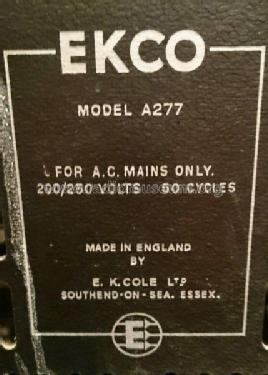 EKCO
MODEL A277
FOR A.C. MAINS ONLY.
200/250 VOLTS 50 CYCLES
MADE IN ENGLAND
BY
E. K. COLE LTD
SOUTHEND-ON-SEA. ESSEX.
E